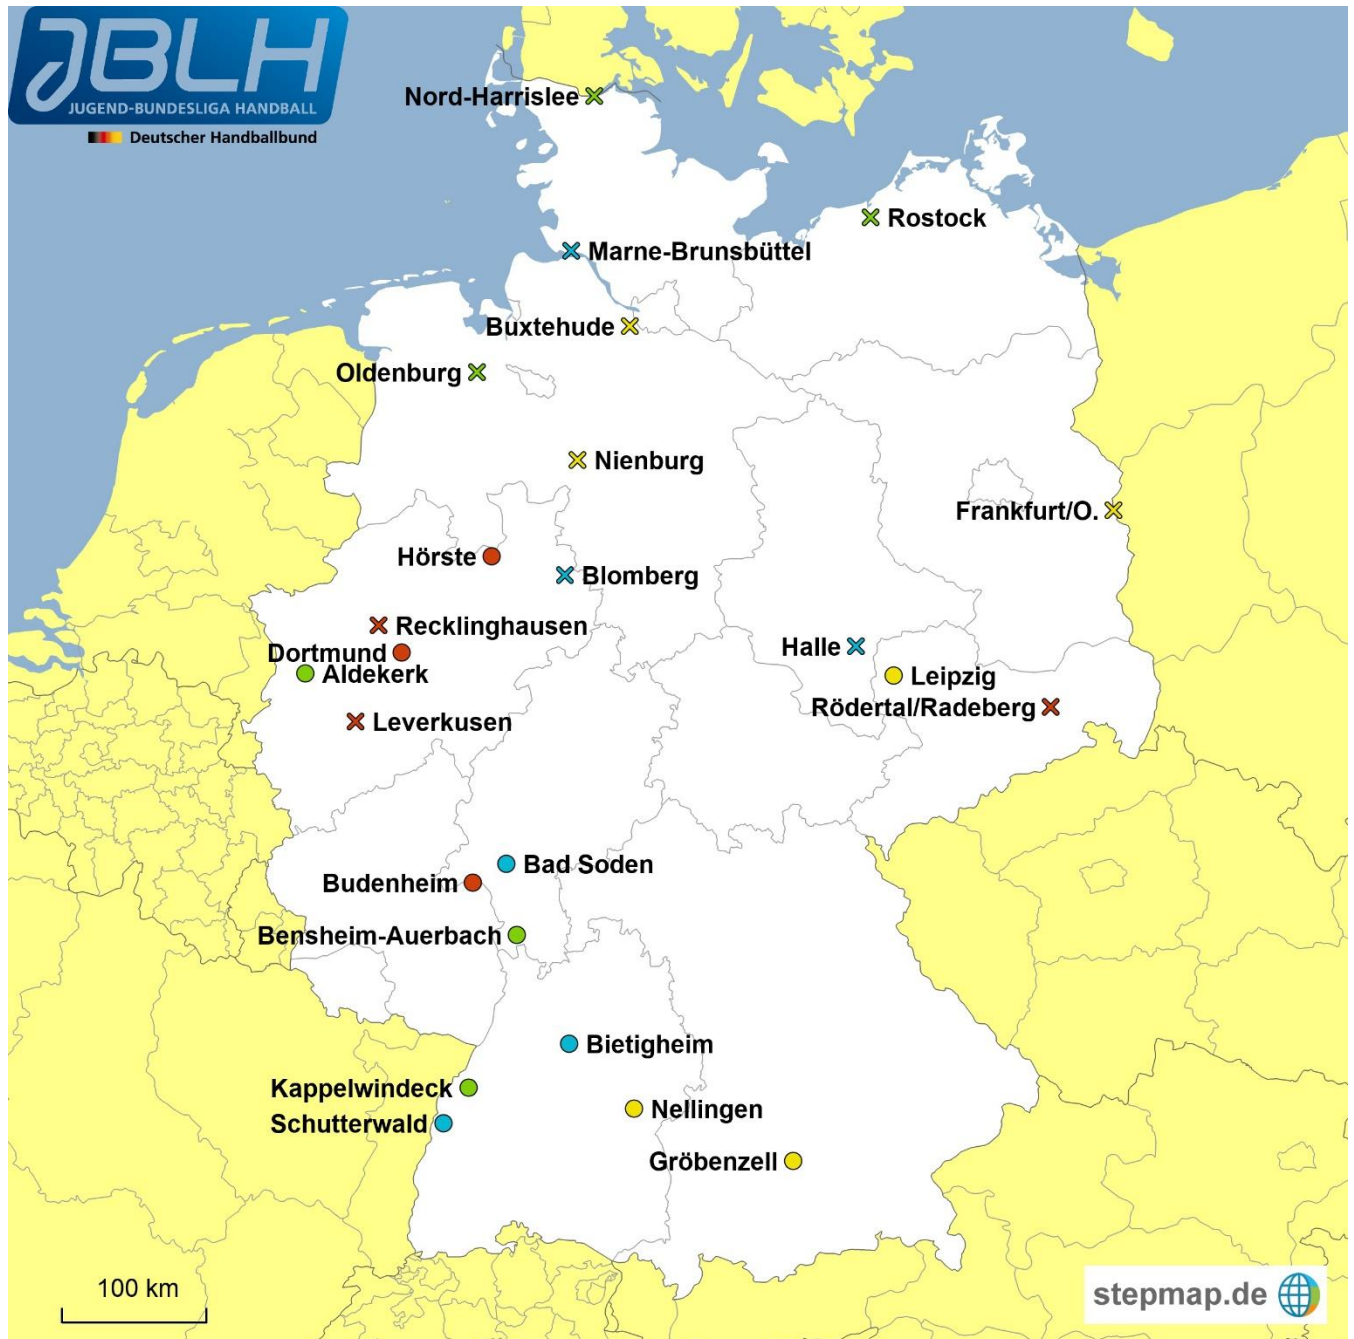 JBLH
JUGEND-BUNDESLIGA HANDBALL
Deutscher Handballbund
Nord-Harrislee
Rostock
Marne-Brunsbüttel
Buxtehude
Oldenburg
Nienburg
Frankfurt/O.
Hörste
Blomberg
Recklinghausen
Dortmund
Aldekerk
Halle
Leipzig
Rödertal/Radeberg
Leverkusen
Bad Soden
Budenheim
Bensheim-Auerbach
Bietigheim
Kappelwindeck
Nellingen
Schutterwald
Gröbenzell
100 km
stepmap.de